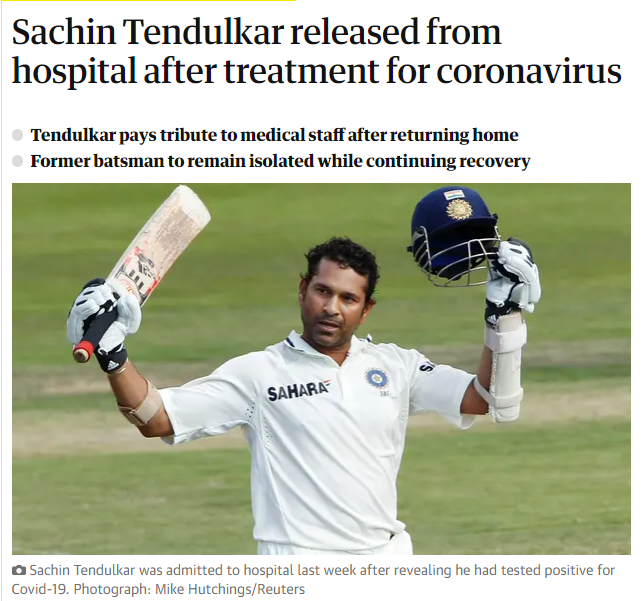 Sachin Tendulkar released from
hospital after treatment for coronavirus
Tendulkar pays tribute to medical staff after returning home
Former batsman to remain isolated while continuing recovery
SAHARA
Sachin Tendulkar was admitted to hospital last week after revealing he had tested positive for
Covid-19. Photograph: Mike Hutchings/Reuters